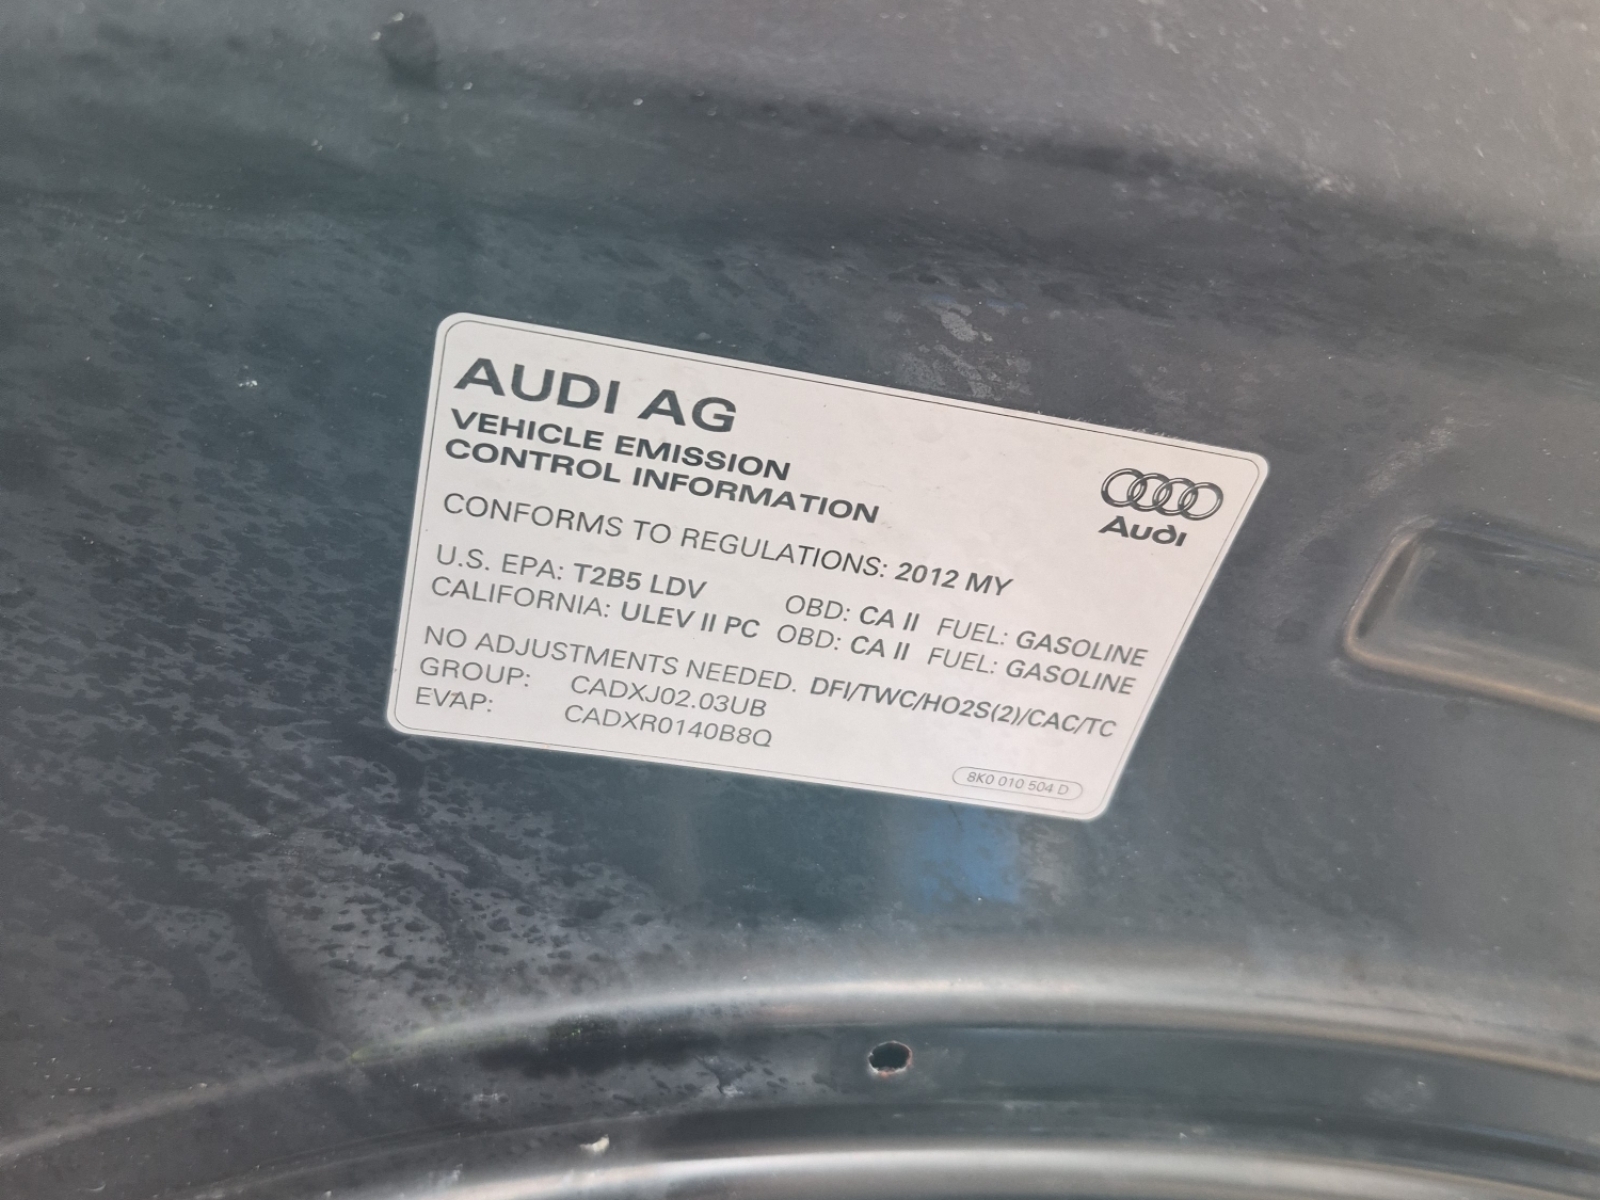 AUDI AG
VEHICLE EMISSION
CONTROL INFORMATION
Audi
CONFORMS TO REGULATIONS: 2012 MY
U.S. EPA: T2B5 LDV OBD: CA II FUEL: GASOLINE
CALIFORNIA: ULEV II PC OBD: CA II FUEL: GASOLINE
NO ADJUSTMENTS NEEDED. DFI/TWC/HO2S(2)/CAC/TC
GROUP: CADXJ02.03UB
EVAP: CADXR0140B8Q
8K0 010 504 D